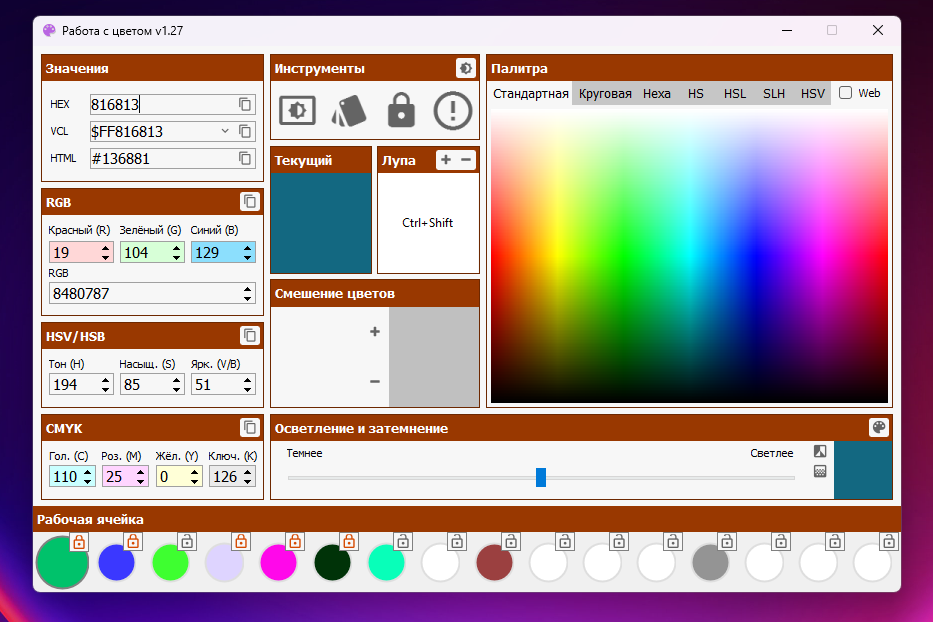 Работа с цветом v1.27
Значения
HEX 816813
VCL $FF816813
HTML #136881
RGB
Красный (R) Зелёный (G) Синий (B)
19 104 129
RGB
8480787
HSV/HSB
Тон (H) Насыщ. (S) Ярк. (V/B)
194 85 51
CMYK
Гол. (C) Роз. (M) Жёл. (Y) Ключ. (K)
110 25 0 126
Инструменты
Текущий
Лупа + −
Ctrl+Shift
Смешение цветов
+
−
Палитра
Стандартная Круговая Hexa HS HSL SLH HSV Web
Осветление и затемнение
Темнее Светлее
Рабочая ячейка